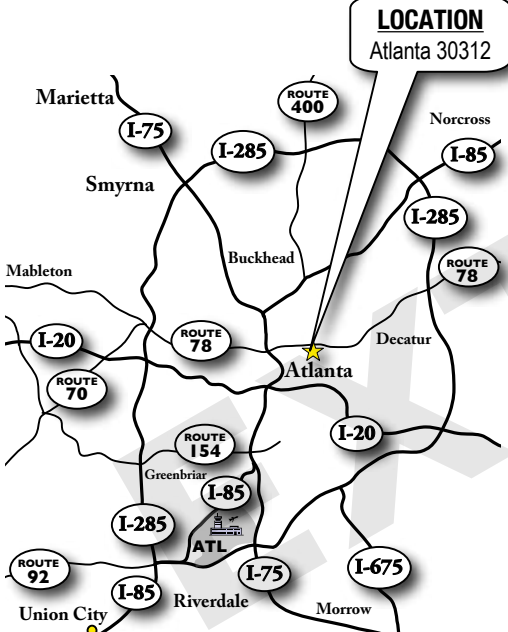 LOCATION
Atlanta 30312
Marietta
ROUTE
400
Norcross
I-75
I-285
I-85
Smyrna
I-285
Buckhead
ROUTE
78
Mableton
I-20
ROUTE
78
Decatur
Atlanta
ROUTE
70
I-20
ROUTE
154
Greenbriar
I-85
I-285
ATL
ROUTE
92
I-85
I-75
I-675
Riverdale
Morrow
Union City
EXT